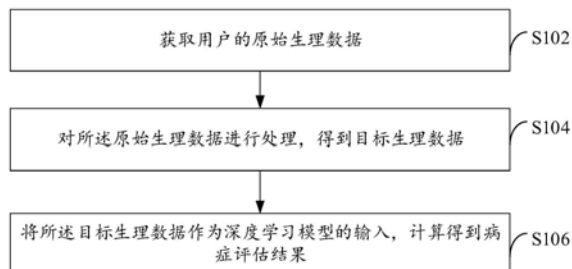 获取用户的原始生理数据
S102
对所述原始生理数据进行处理，得到目标生理数据
S104
将所述目标生理数据作为深度学习模型的输入，计算得到病
症评估结果
S106